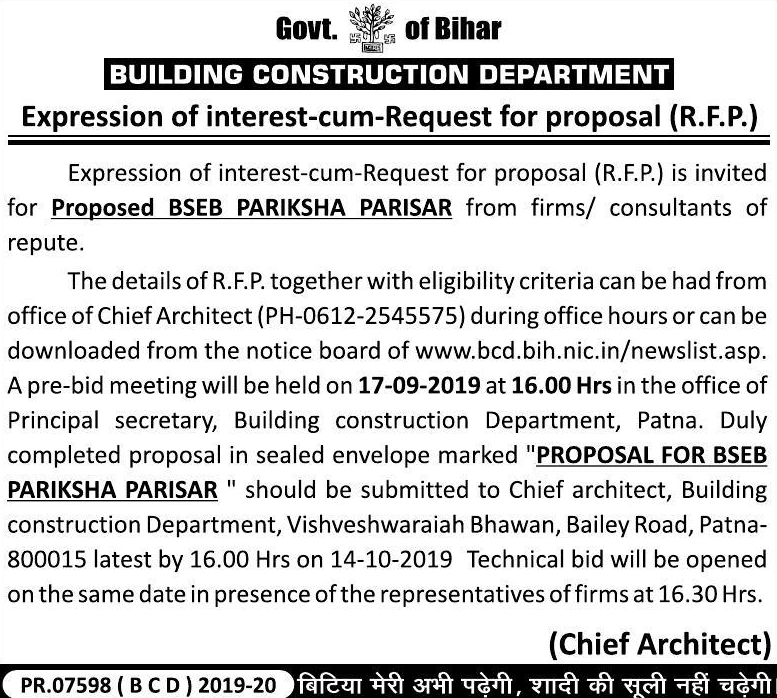 Govt. of Bihar
BUILDING CONSTRUCTION DEPARTMENT
Expression of interest-cum-Request for proposal (R.F.P.)
Expression of interest-cum-Request for proposal (R.F.P.) is invited
for Proposed BSEB PARIKSHA PARISAR from firms/ consultants of
repute.
The details of R.F.P. together with eligibility criteria can be had from
office of Chief Architect (PH-0612-2545575) during office hours or can be
downloaded from the notice board of www.bcd.bih.nic.in/newslist.asp.
A pre-bid meeting will be held on 17-09-2019 at 16.00 Hrs in the office of
Principal secretary, Building construction Department, Patna. Duly
completed proposal in sealed envelope marked "PROPOSAL FOR BSEB
PARIKSHA PARISAR " should be submitted to Chief architect, Building
construction Department, Vishveshwaraiah Bhawan, Bailey Road, Patna-
800015 latest by 16.00 Hrs on 14-10-2019 Technical bid will be opened
on the same date in presence of the representatives of firms at 16.30 Hrs.
(Chief Architect)
PR.07598 ( B C D ) 2019-20 बिटिया मेरी अभी पढ़ेगी, शादी की सूली नहीं चढ़ेगी